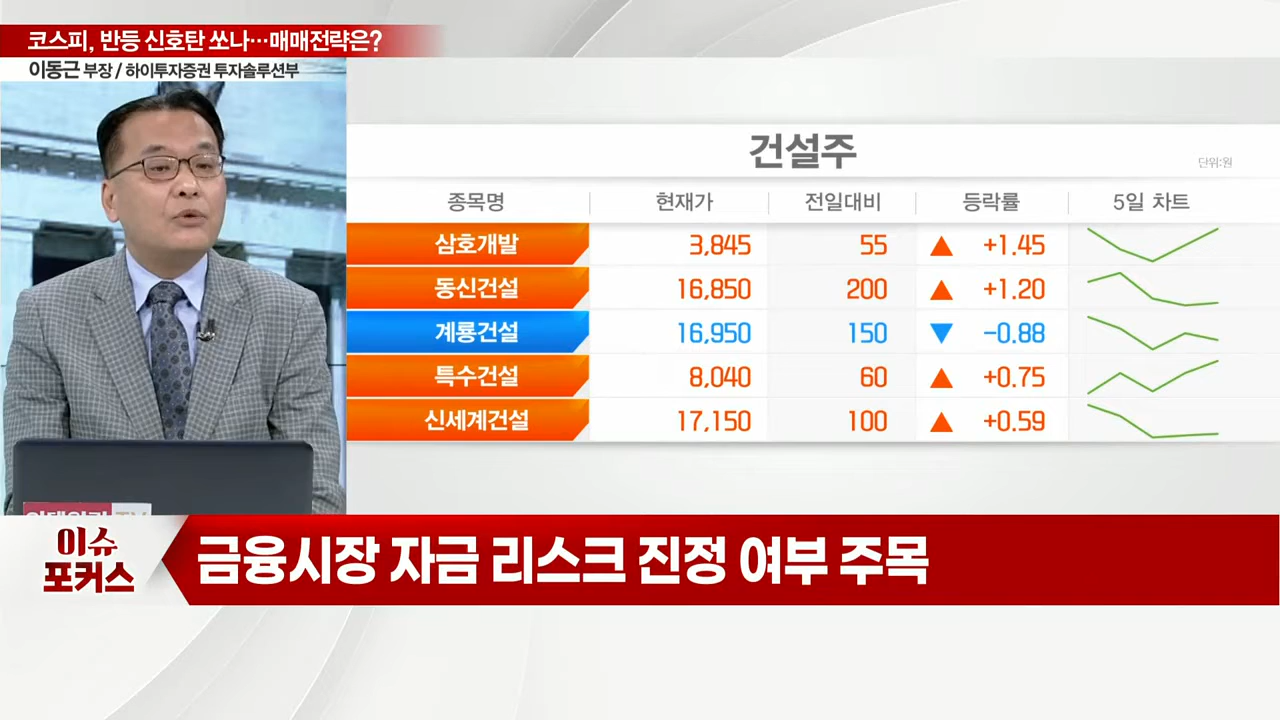 코스피, 반등 신호탄 쏘나…매매전략은?
이동근 부장 / 하이투자증권 투자솔루션부
건설주
단위:원
종목명 현재가 전일대비 등락률 5일 차트
삼호개발 3,845 55 ▲ +1.45
동신건설 16,850 200 ▲ +1.20
계룡건설 16,950 150 ▼ -0.88
특수건설 8,040 60 ▲ +0.75
신세계건설 17,150 100 ▲ +0.59
이슈
포커스
금융시장 자금 리스크 진정 여부 주목